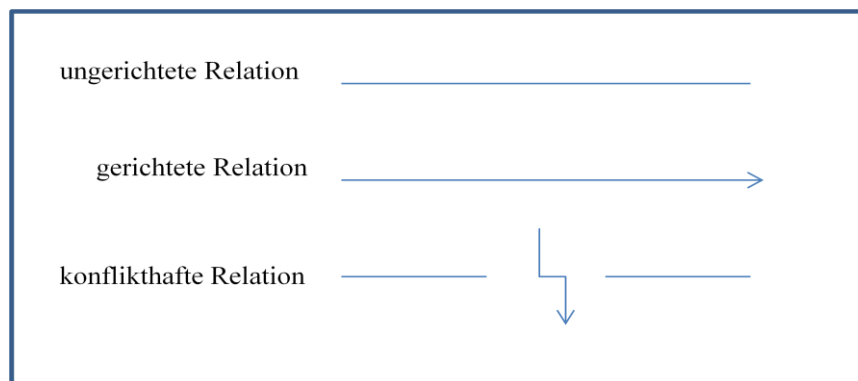 ungerichtete Relation
gerichtete Relation
konflikthafte Relation